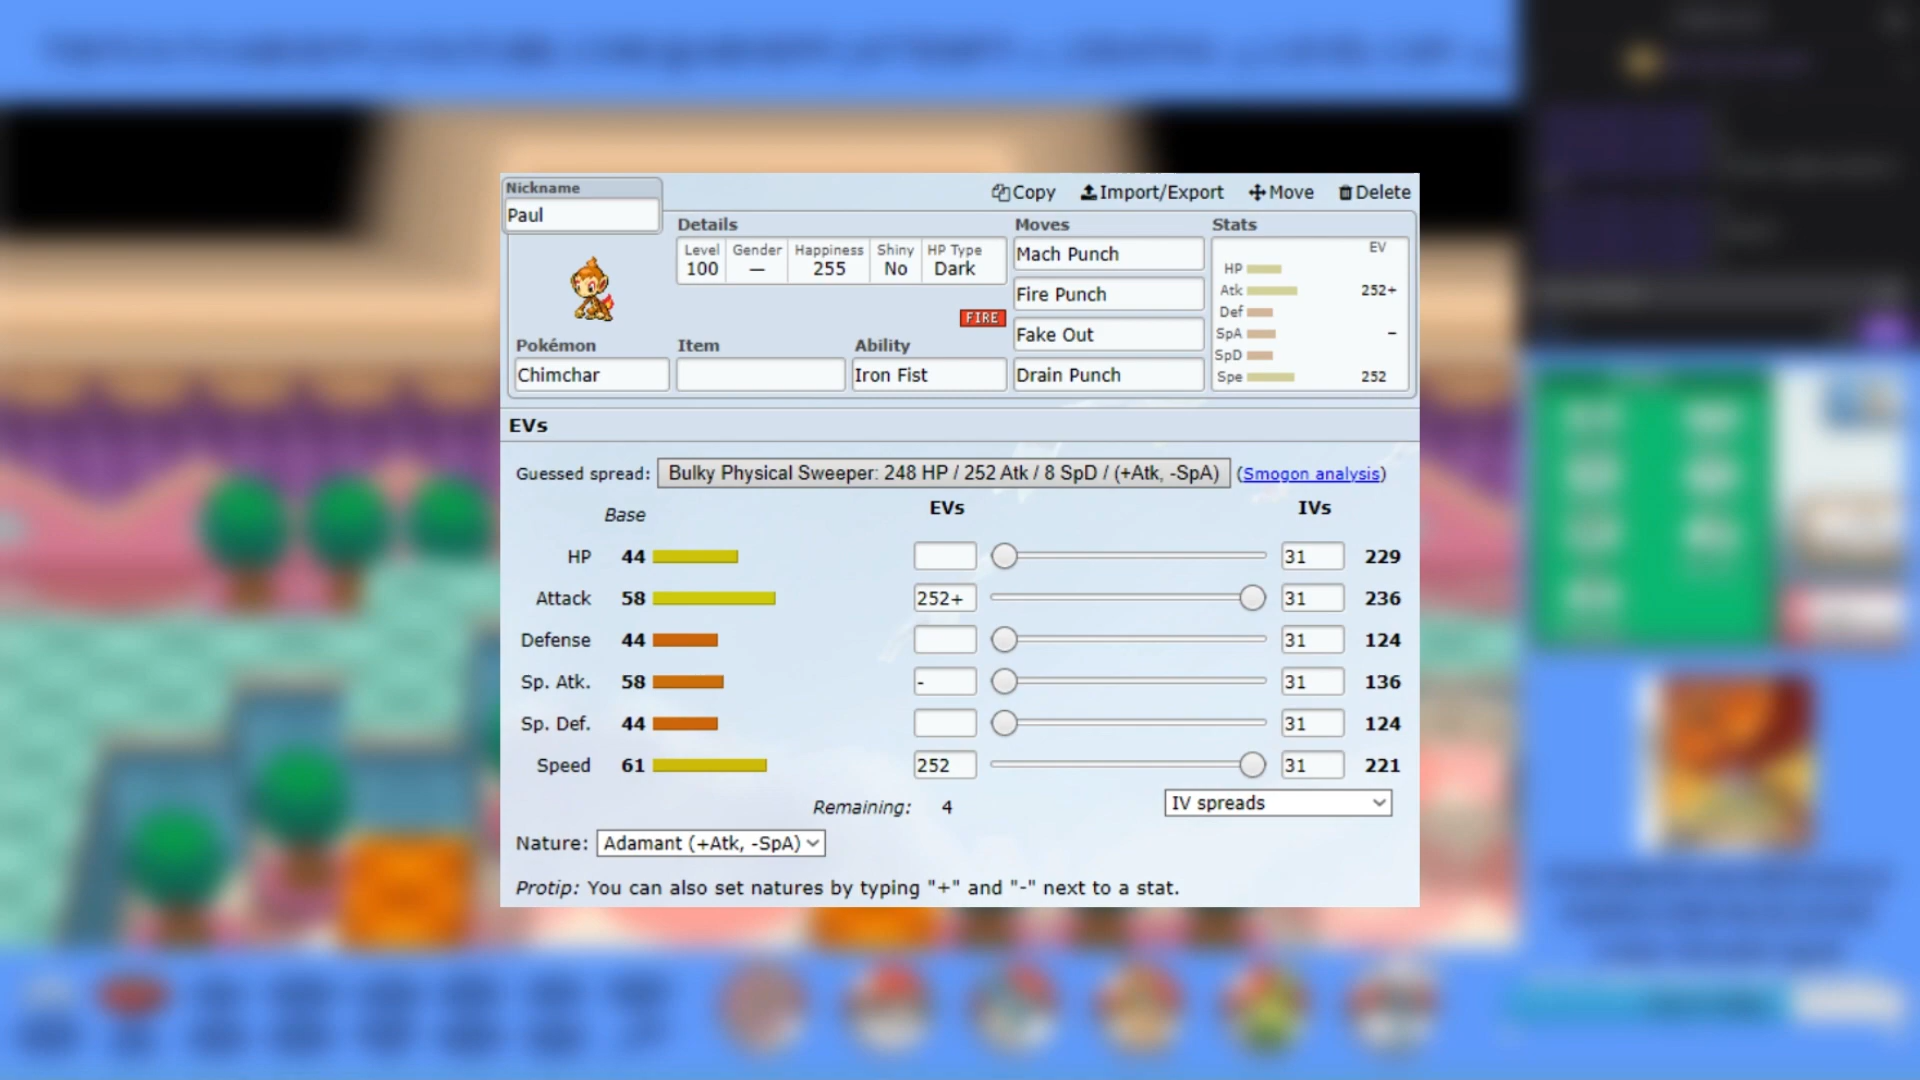 Nickname
Paul
Copy Import/Export Move Delete
Details
Level Gender Happiness Shiny HP Type
100 — 255 No Dark
FIRE
Pokémon Item Ability
Chimchar Iron Fist
Moves
Mach Punch
Fire Punch
Fake Out
Drain Punch
Stats
EV
HP
Atk 252+
Def
SpA −
SpD
Spe 252
EVs
Guessed spread: Bulky Physical Sweeper: 248 HP / 252 Atk / 8 SpD / (+Atk, -SpA) (Smogon analysis)
Base EVs IVs
HP 44 31 229
Attack 58 252+ 31 236
Defense 44 31 124
Sp. Atk. 58 - 31 136
Sp. Def. 44 31 124
Speed 61 252 31 221
Remaining: 4 IV spreads
Nature: Adamant (+Atk, -SpA)
Protip: You can also set natures by typing "+" and "-" next to a stat.